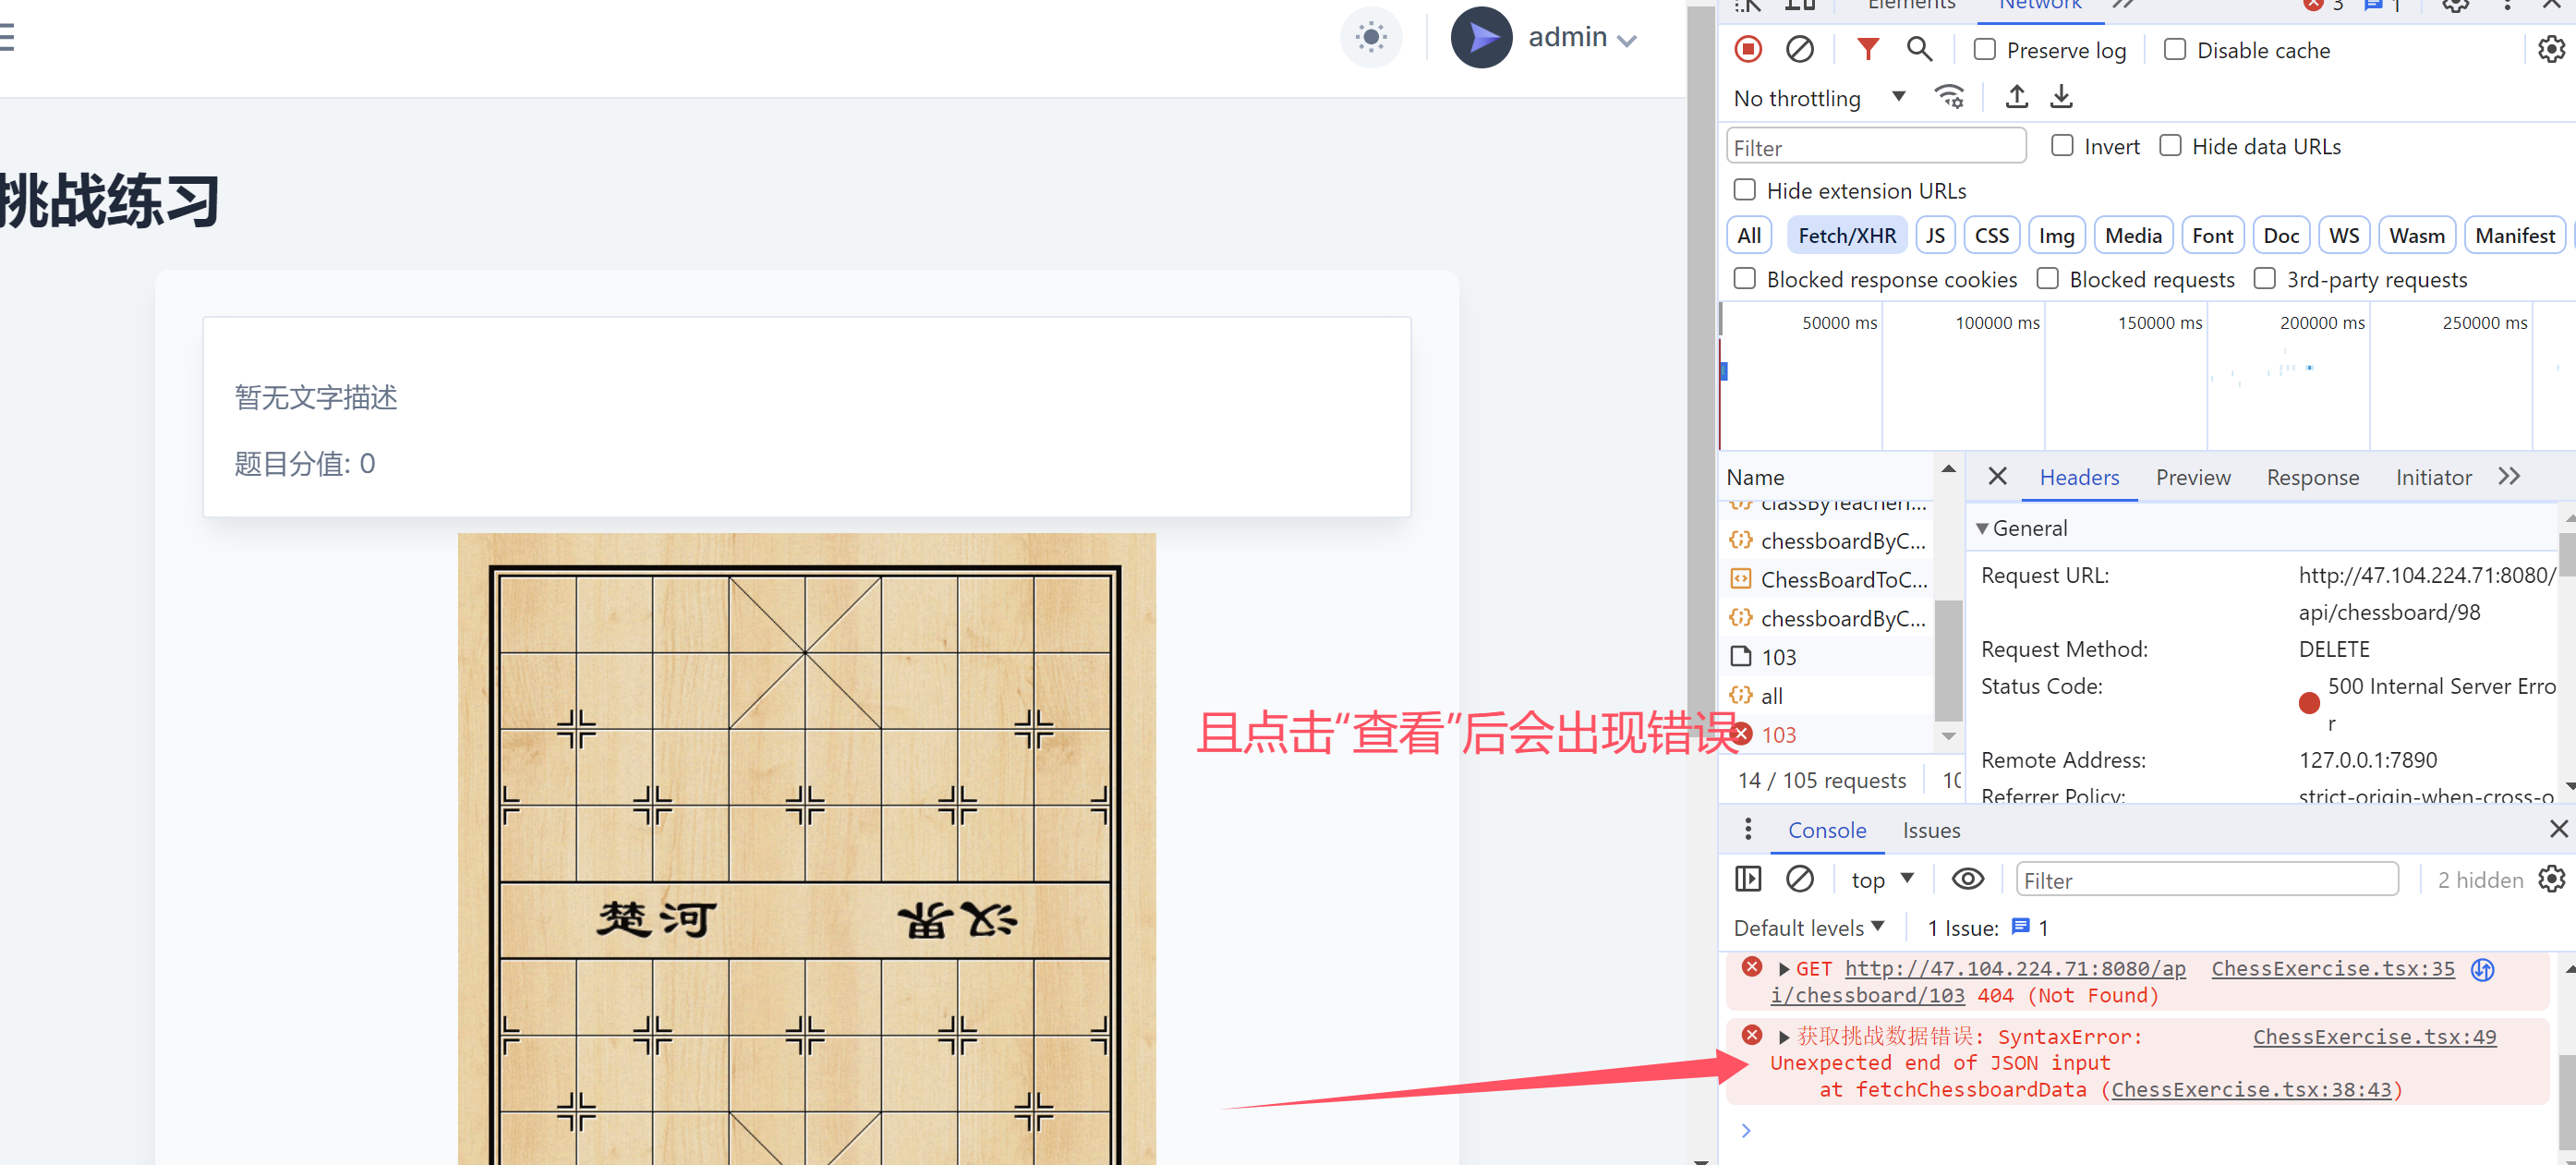 admin
挑战练习
暂无文字描述
题目分值: 0
楚河
汉界
且点击“查看”后会出现错误
Elements
Network
3
1
Preserve log
Disable cache
No throttling
Filter
Invert
Hide data URLs
Hide extension URLs
All
Fetch/XHR
JS
CSS
Img
Media
Font
Doc
WS
Wasm
Manifest
Blocked response cookies
Blocked requests
3rd-party requests
50000 ms
100000 ms
150000 ms
200000 ms
250000 ms
Name
chessboardByC...
ChessBoardToC...
chessboardByC...
103
all
103
14 / 105 requests
Headers
Preview
Response
Initiator
General
Request URL:
http://47.104.224.71:8080/
api/chessboard/98
Request Method:
DELETE
Status Code:
500 Internal Server Erro
r
Remote Address:
127.0.0.1:7890
Referrer Policy:
strict-origin-when-cross-o
Console
Issues
top
Filter
2 hidden
Default levels
1 Issue:
1
GET http://47.104.224.71:8080/ap
ChessExercise.tsx:35
i/chessboard/103 404 (Not Found)
获取挑战数据错误: SyntaxError:
ChessExercise.tsx:49
Unexpected end of JSON input
at fetchChessboardData (ChessExercise.tsx:38:43)